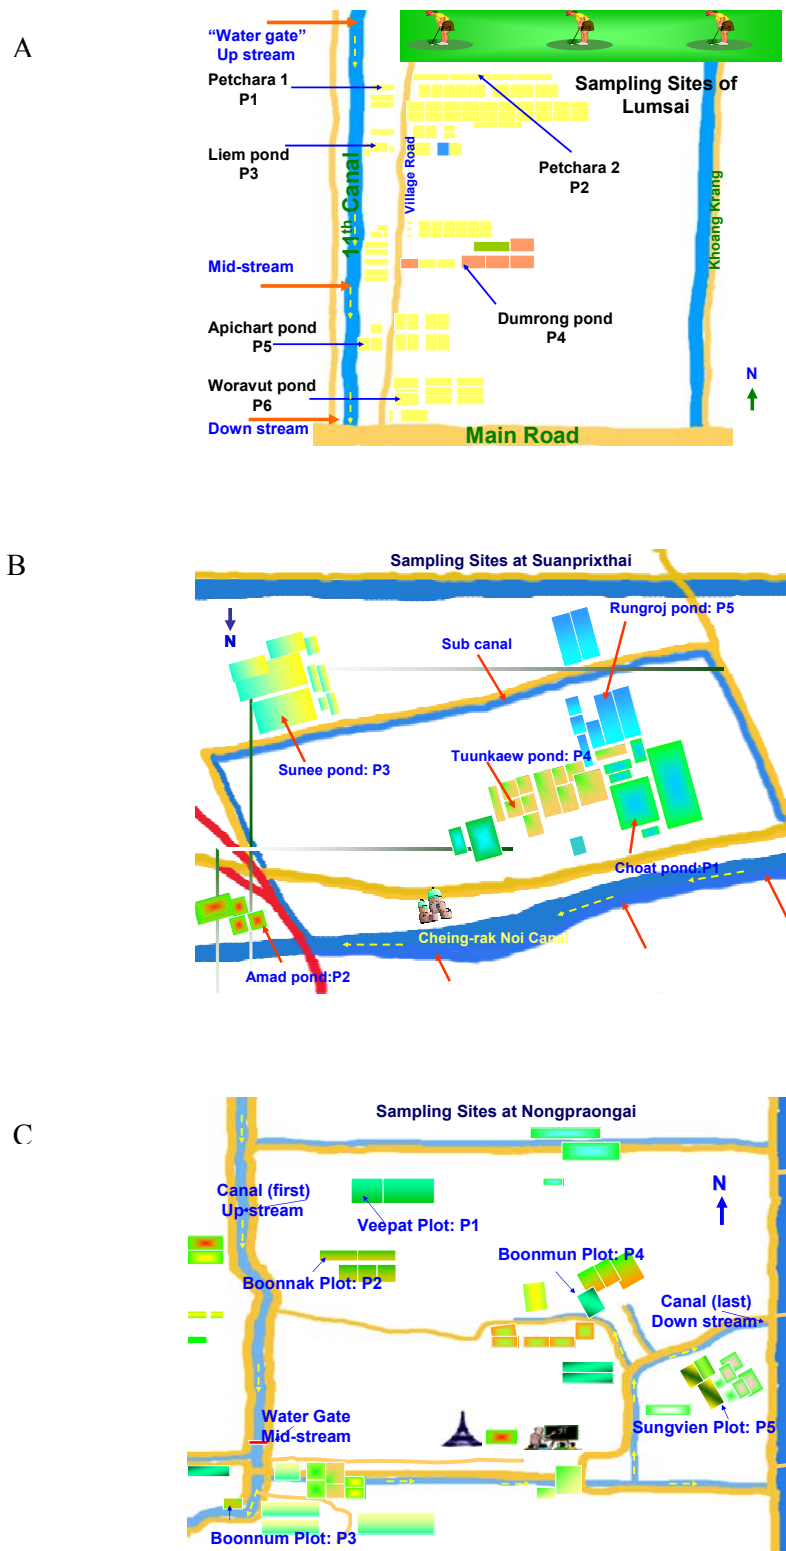 A
“Water gate”
Up stream
Petchara 1
P1
Sampling Sites of
Lumsai
Liem pond
P3
Petchara 2
P2
11th Canal
Village Road
Khoang Krang
Mid-stream
Dumrong pond
P4
Apichart pond
P5
Woravut pond
P6
N
Down stream
Main Road
B
Sampling Sites at Suanprixthai
Rungroj pond: P5
N
Sub canal
Tuunkaew pond: P4
Sunee pond: P3
Choat pond:P1
Cheing-rak Noi Canal
Amad pond:P2
C
Sampling Sites at Nongpraongai
Canal (first)
Up stream
N
Veepat Plot: P1
Boonmun Plot: P4
Boonnak Plot: P2
Canal (last)
Down stream
Water Gate
Mid-stream
Sungvien Plot: P5
Boonnum Plot: P3